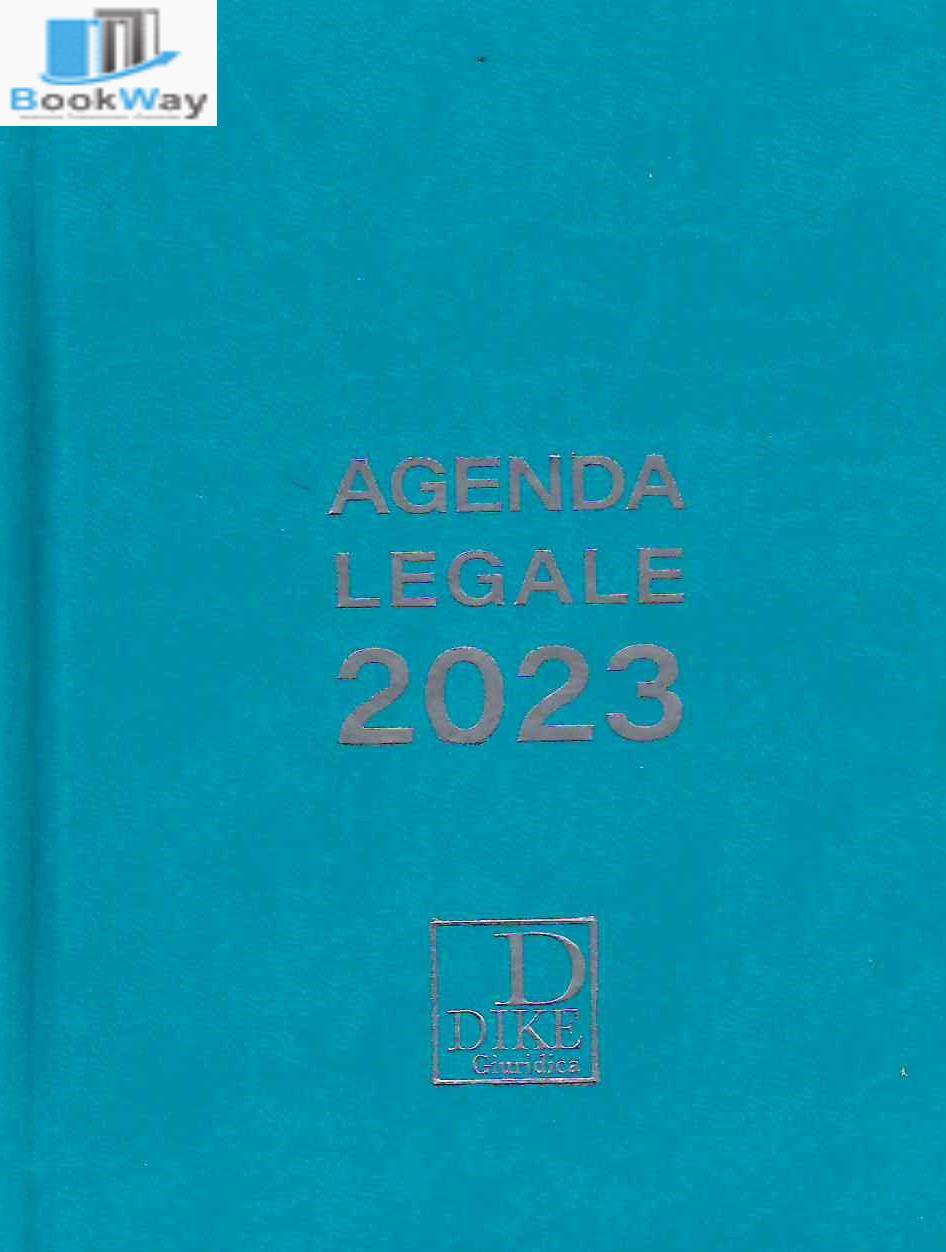 BookWay
AGENDA
LEGALE
2023
D
DIKE
Giuridica